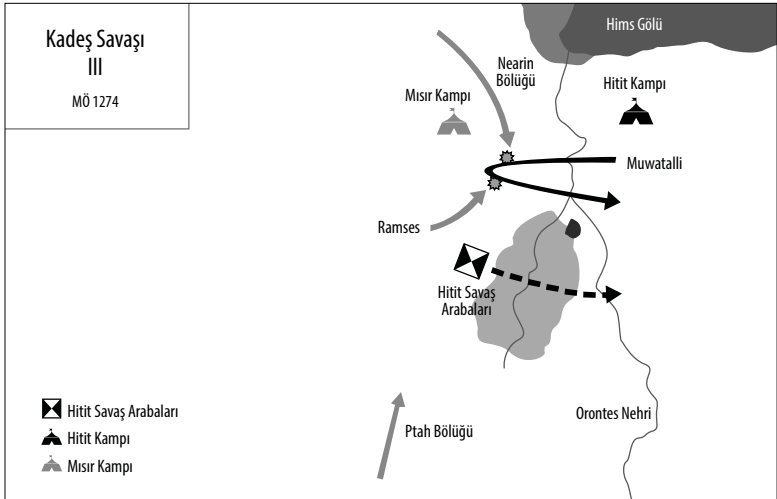 Kadeş Savaşı
III
MÖ 1274
Hims Gölü
Nearin
Bölüğü
Hitit Kampı
Mısır Kampı
Muwatalli
Ramses
Hitit Savaş
Arabaları
Orontes Nehri
Ptah Bölüğü
Hitit Savaş Arabaları
Hitit Kampı
Mısır Kampı